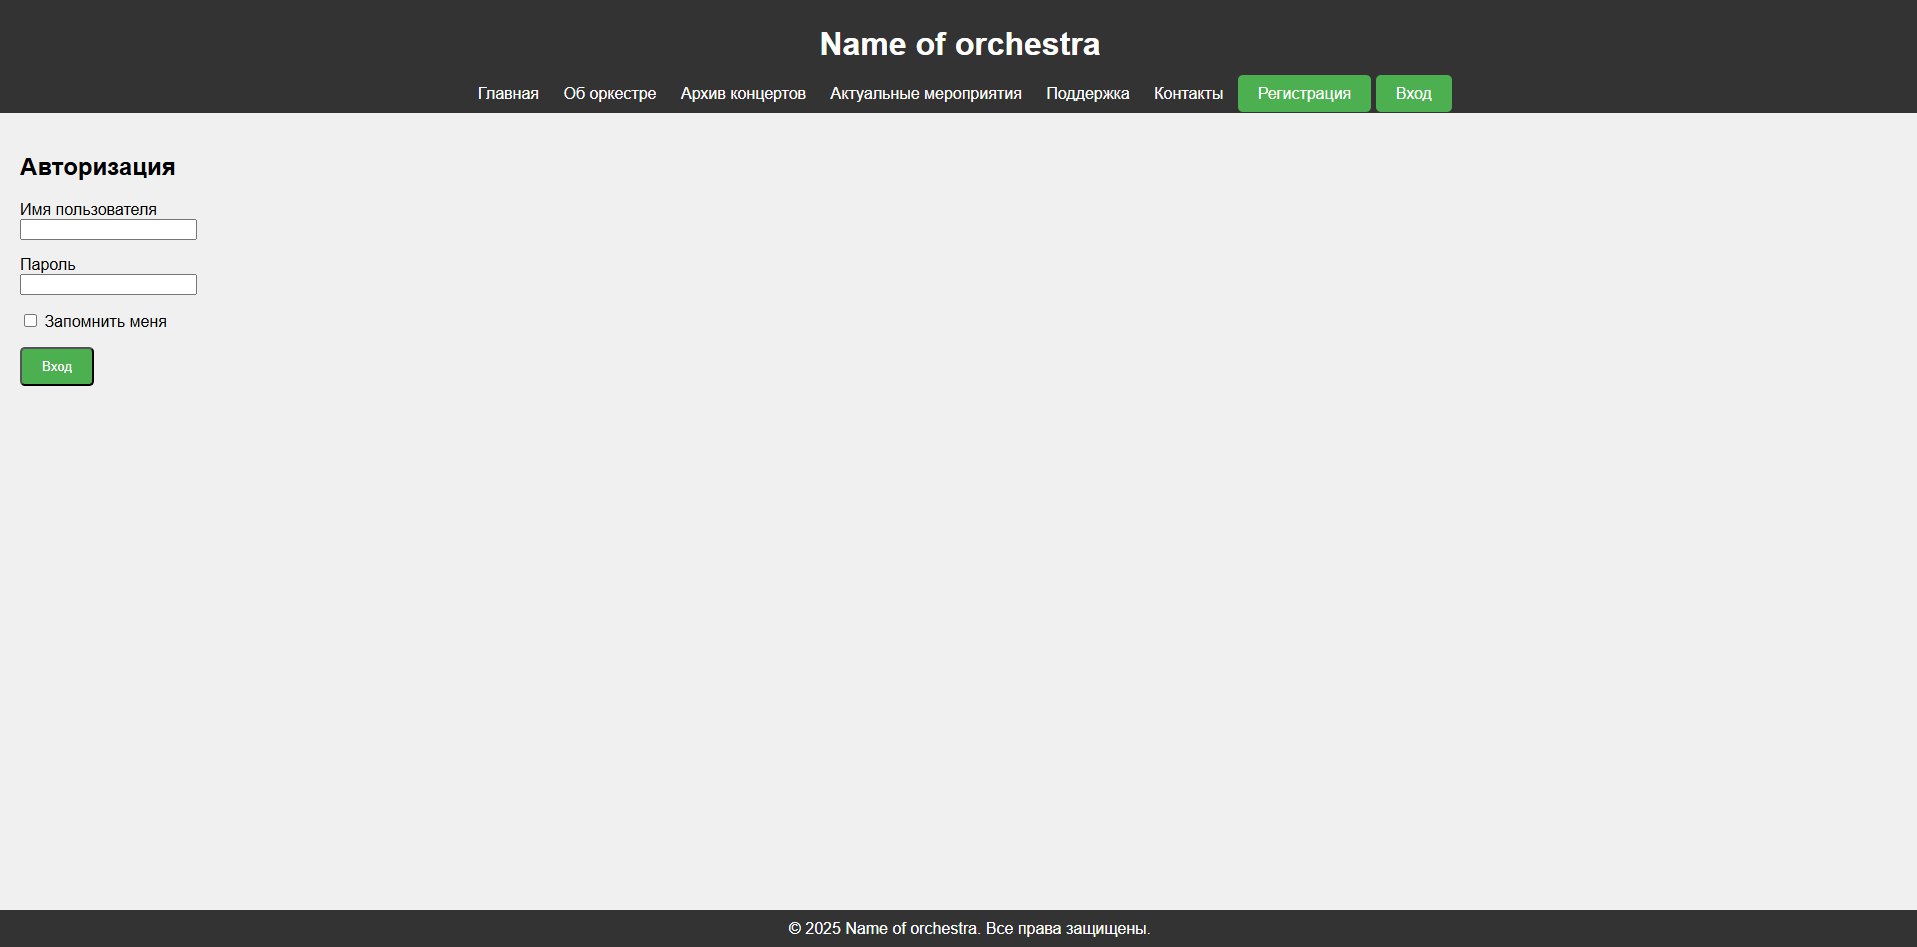 Name of orchestra
Главная Об оркестре Архив концертов Актуальные мероприятия Поддержка Контакты Регистрация Вход
Авторизация
Имя пользователя
Пароль
Запомнить меня
Вход
© 2025 Name of orchestra. Все права защищены.